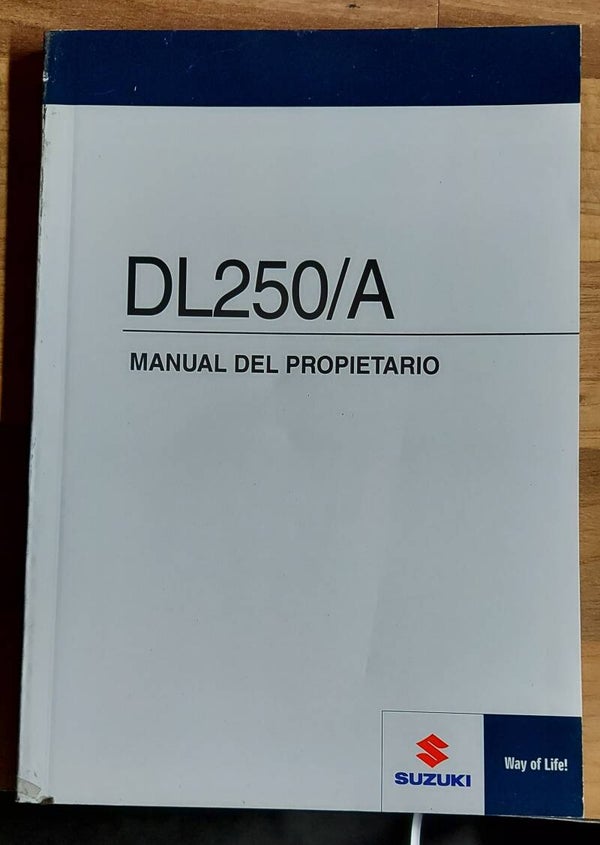 DL250/A
MANUAL DEL PROPIETARIO
SUZUKI
Way of Life!